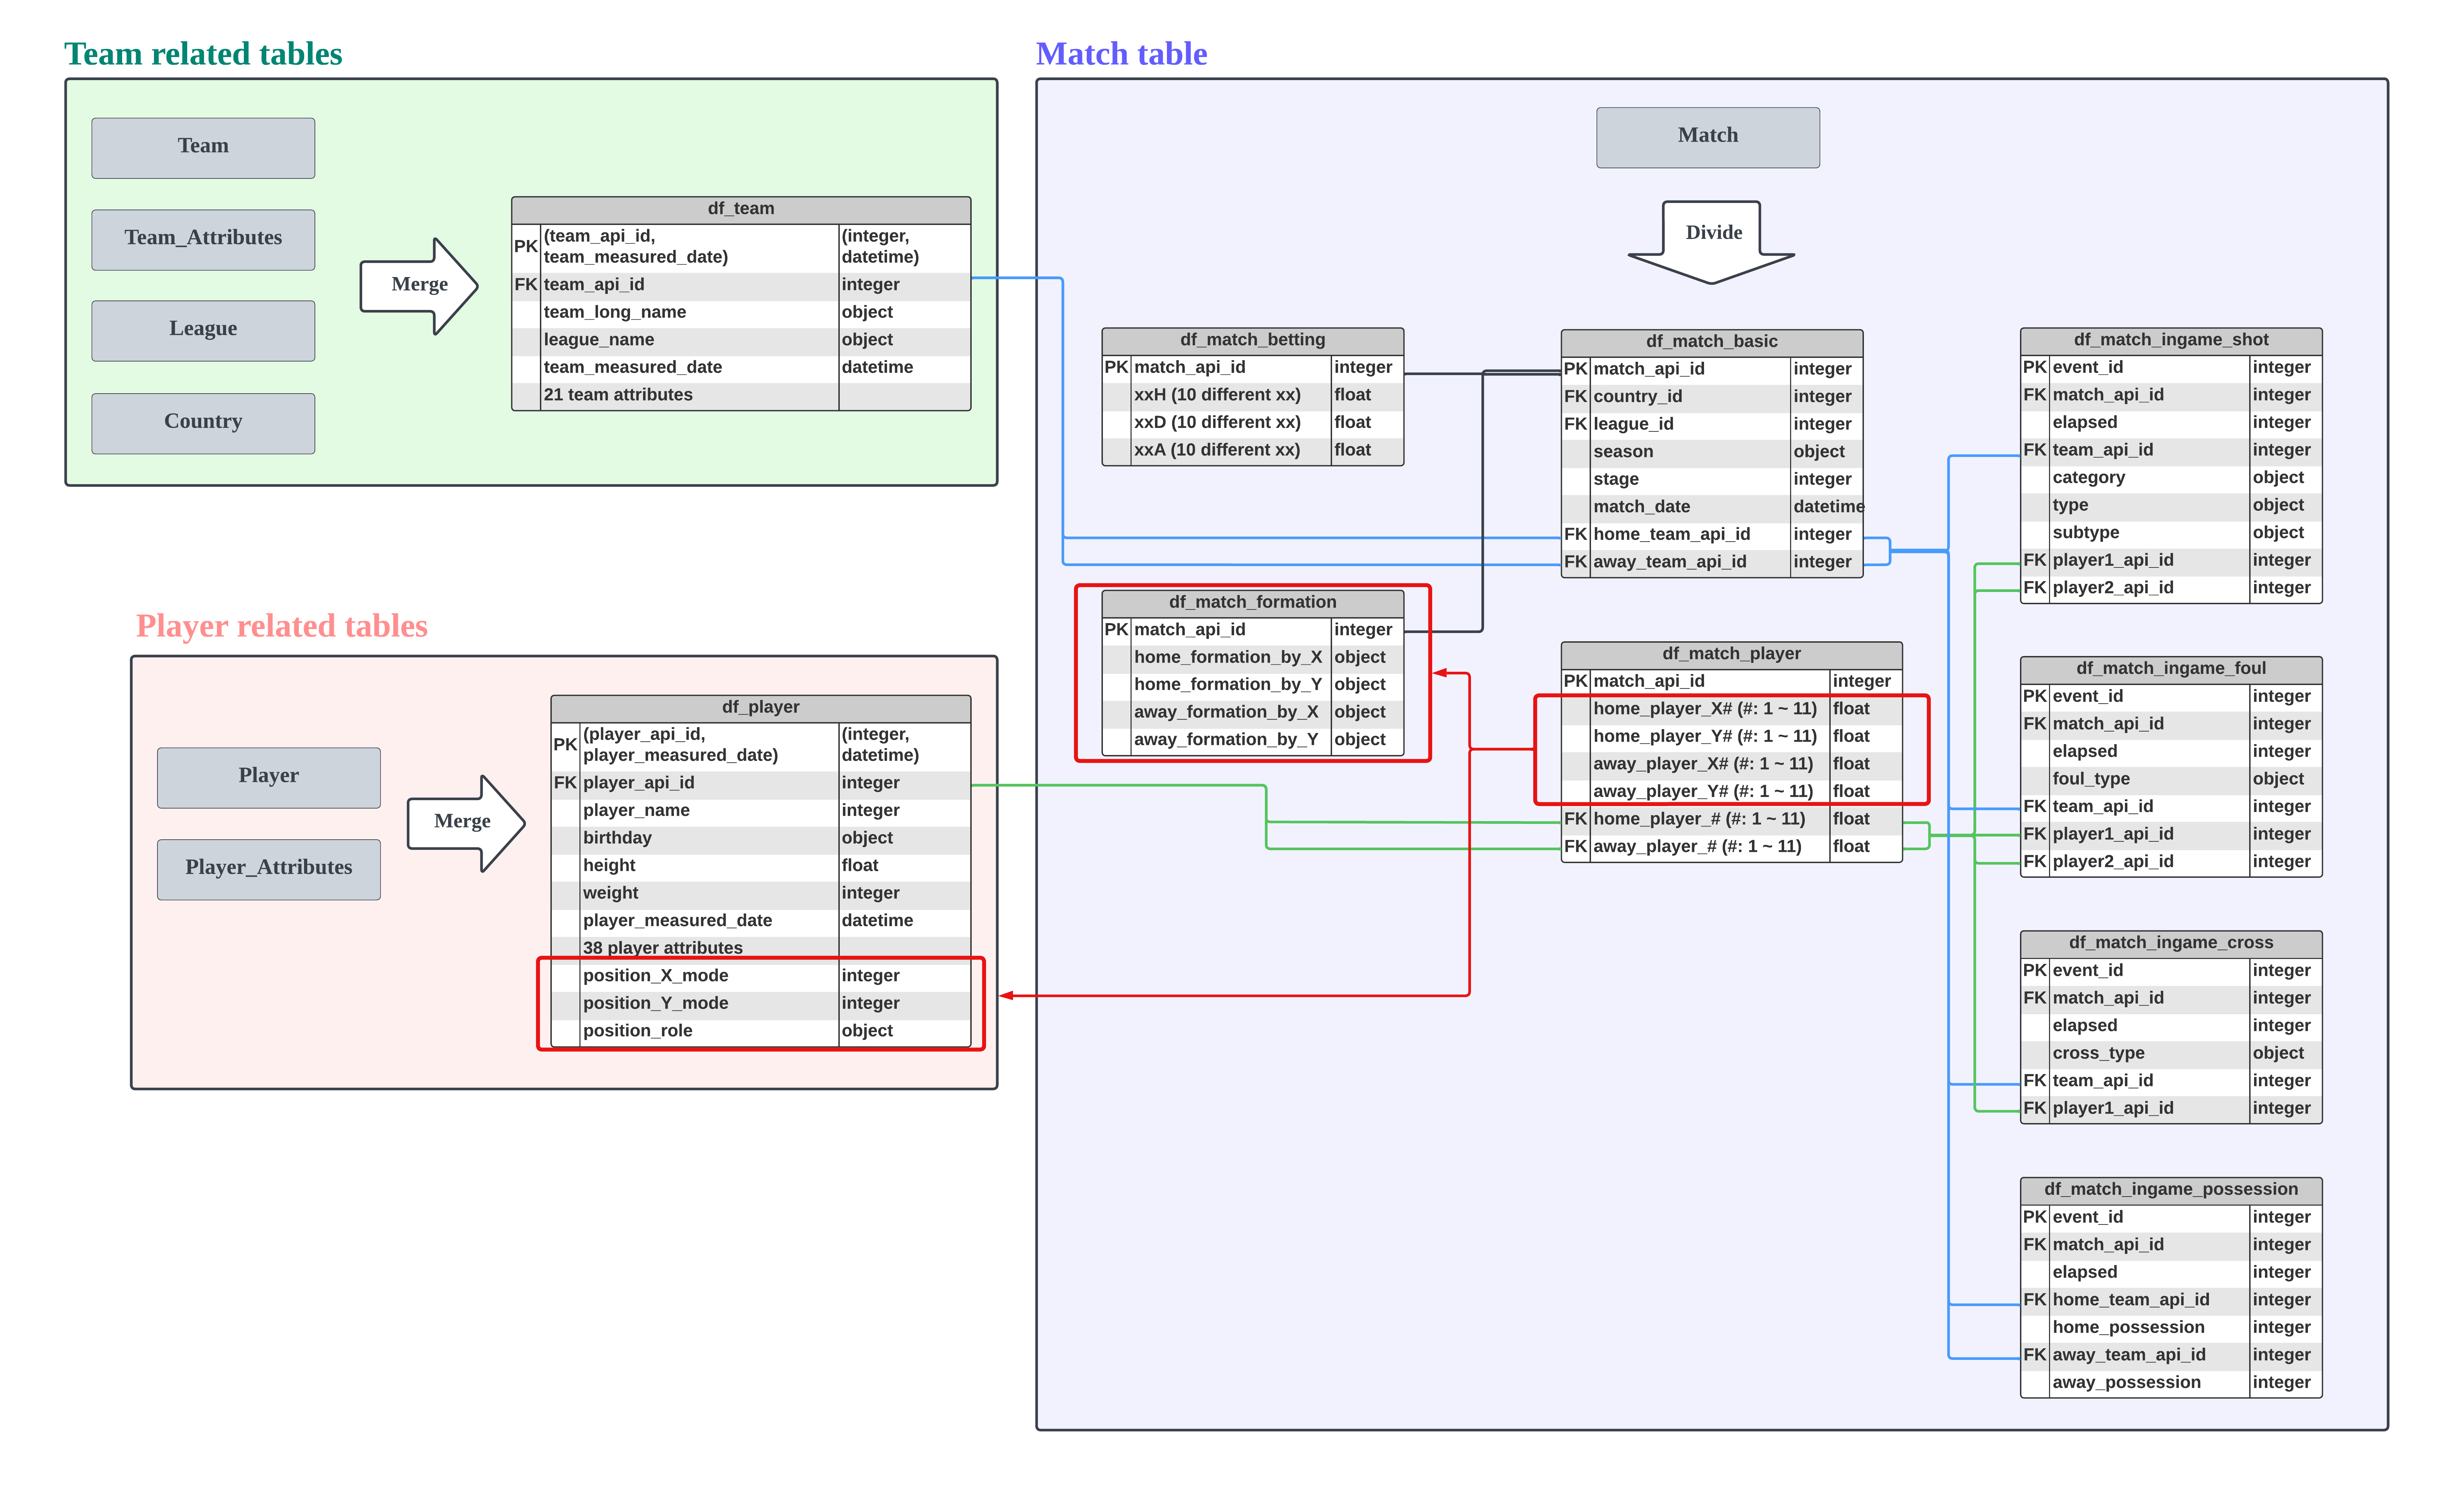 Team related tables
Team
Team_Attributes
League
Country
Merge
df_team
PK (team_api_id, (integer,
team_measured_date) datetime)
FK team_api_id integer
team_long_name object
league_name object
team_measured_date datetime
21 team attributes
Player related tables
Player
Player_Attributes
Merge
df_player
PK (player_api_id, (integer,
player_measured_date) datetime)
FK player_api_id integer
player_name integer
birthday object
height float
weight integer
player_measured_date datetime
38 player attributes
position_X_mode integer
position_Y_mode integer
position_role object
Match table
Match
Divide
df_match_betting
PK match_api_id integer
xxH (10 different xx) float
xxD (10 different xx) float
xxA (10 different xx) float
df_match_formation
PK match_api_id integer
home_formation_by_X object
home_formation_by_Y object
away_formation_by_X object
away_formation_by_Y object
df_match_basic
PK match_api_id integer
FK country_id integer
FK league_id integer
season object
stage integer
match_date datetime
FK home_team_api_id integer
FK away_team_api_id integer
df_match_player
PK match_api_id integer
home_player_X# (#: 1 ~ 11) float
home_player_Y# (#: 1 ~ 11) float
away_player_X# (#: 1 ~ 11) float
away_player_Y# (#: 1 ~ 11) float
FK home_player_# (#: 1 ~ 11) float
FK away_player_# (#: 1 ~ 11) float
df_match_ingame_shot
PK event_id integer
FK match_api_id integer
elapsed integer
FK team_api_id integer
category object
type object
subtype object
FK player1_api_id integer
FK player2_api_id integer
df_match_ingame_foul
PK event_id integer
FK match_api_id integer
elapsed integer
foul_type object
FK team_api_id integer
FK player1_api_id integer
FK player2_api_id integer
df_match_ingame_cross
PK event_id integer
FK match_api_id integer
elapsed integer
cross_type object
FK team_api_id integer
FK player1_api_id integer
df_match_ingame_possession
PK event_id integer
FK match_api_id integer
elapsed integer
FK home_team_api_id integer
home_possession integer
FK away_team_api_id integer
away_possession integer